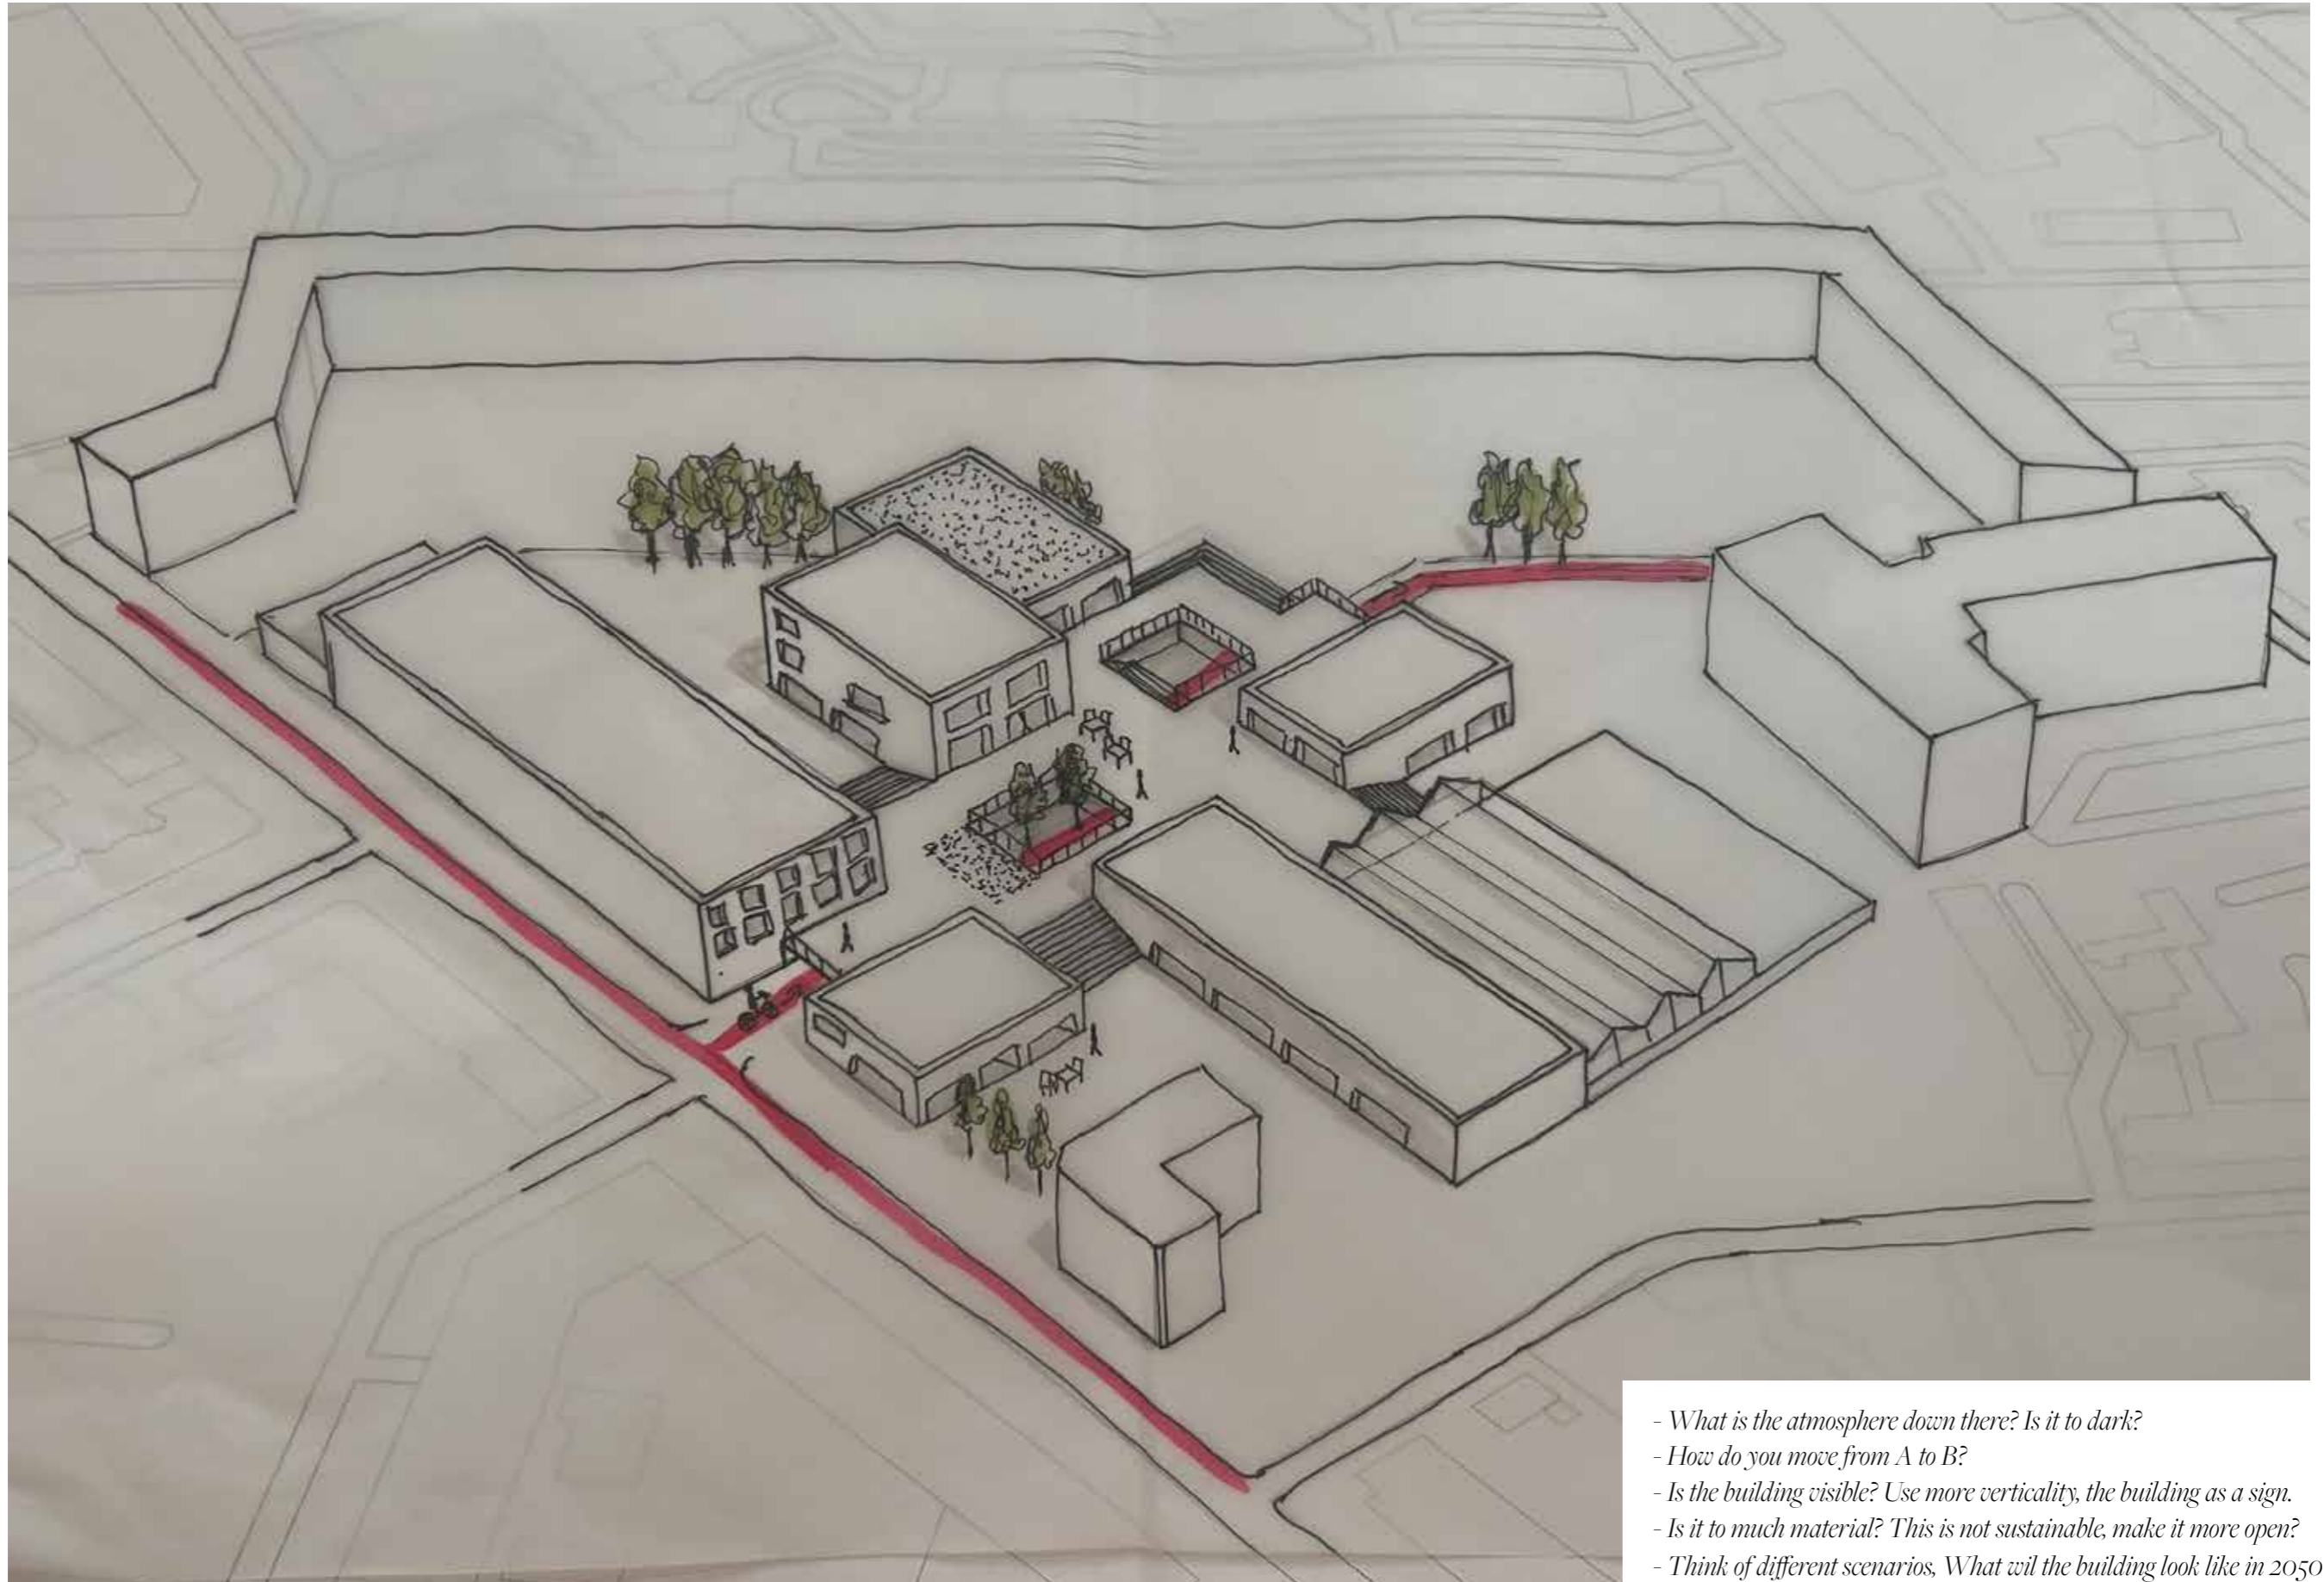 - What is the atmosphere down there? Is it to dark?
- How do you move from A to B?
- Is the building visible? Use more verticality, the building as a sign.
- Is it to much material? This is not sustainable, make it more open?
- Think of different scenarios, What wil the building look like in 2050